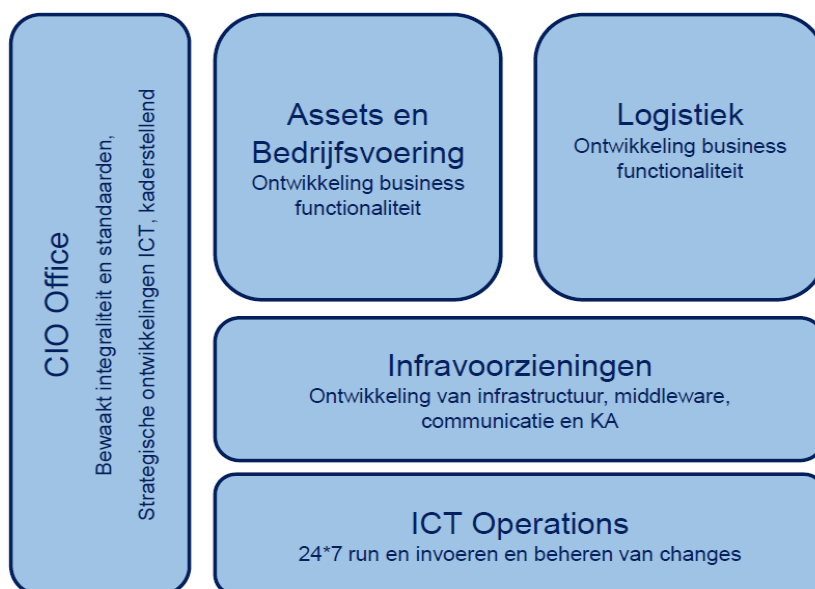 CIO Office
Bewaakt integraliteit en standaarden,
Strategische ontwikkelingen ICT, kaderstellend
Assets en
Bedrijfsvoering
Ontwikkeling business
functionaliteit
Logistiek
Ontwikkeling business
functionaliteit
Infravoorzieningen
Ontwikkeling van infrastructuur, middleware,
communicatie en KA
ICT Operations
24*7 run en invoeren en beheren van changes